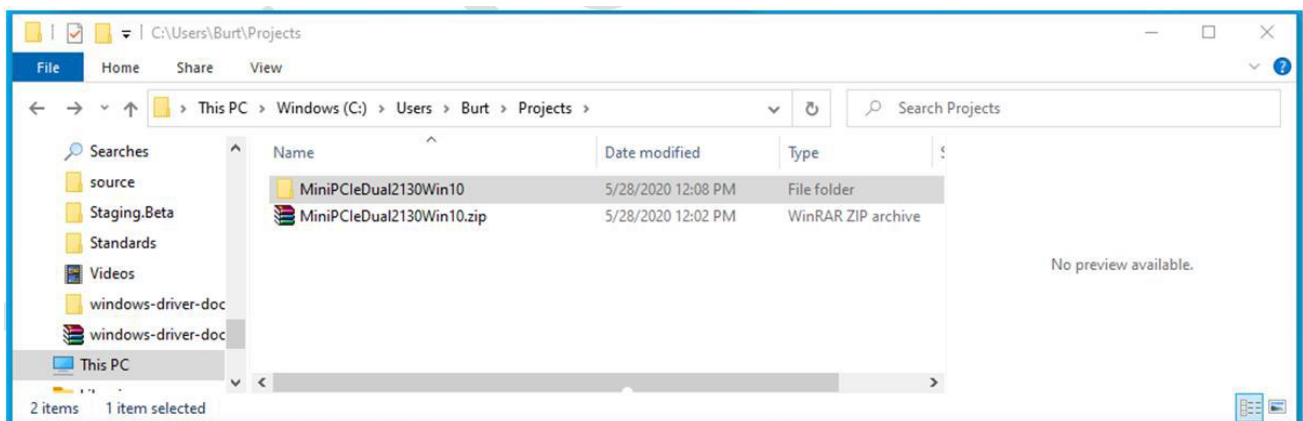 C:\Users\Burt\Projects
File Home Share View
This PC > Windows (C:) > Users > Burt > Projects > Search Projects
Searches
Name Date modified Type
source
MiniPCIeDual2130Win10 5/28/2020 12:08 PM File folder
Staging.Beta
MiniPCIeDual2130Win10.zip 5/28/2020 12:02 PM WinRAR ZIP archive
Standards
Videos
No preview available.
windows-driver-doc
windows-driver-doc
This PC
2 items 1 item selected